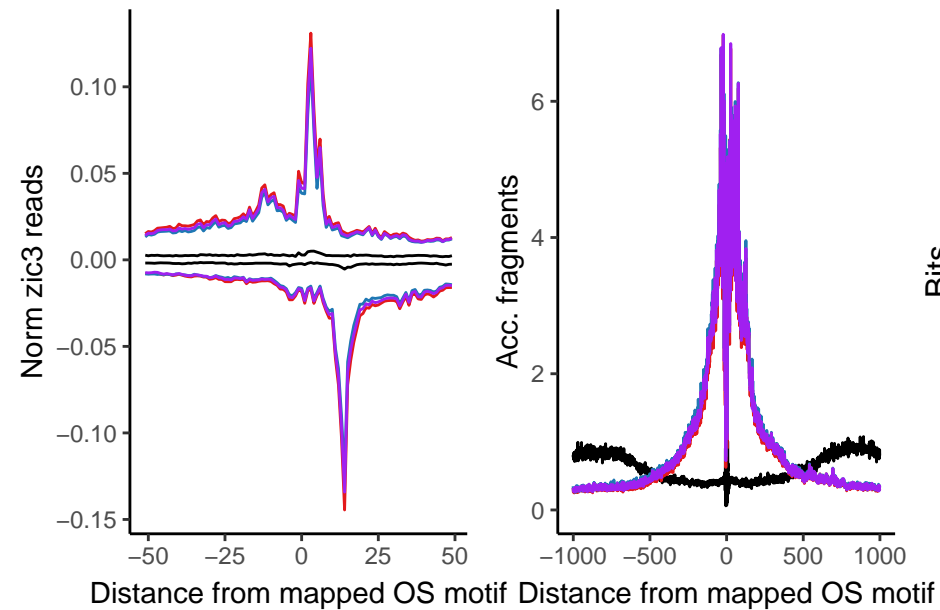 Norm zic3 reads
0.10
0.05
0.00
−0.05
−0.10
−0.15
−50 −25 0 25 50
Distance from mapped OS motif
Acc. fragments
6
4
2
0
−1000 −500 0 500 1000
Distance from mapped OS motif
Bits